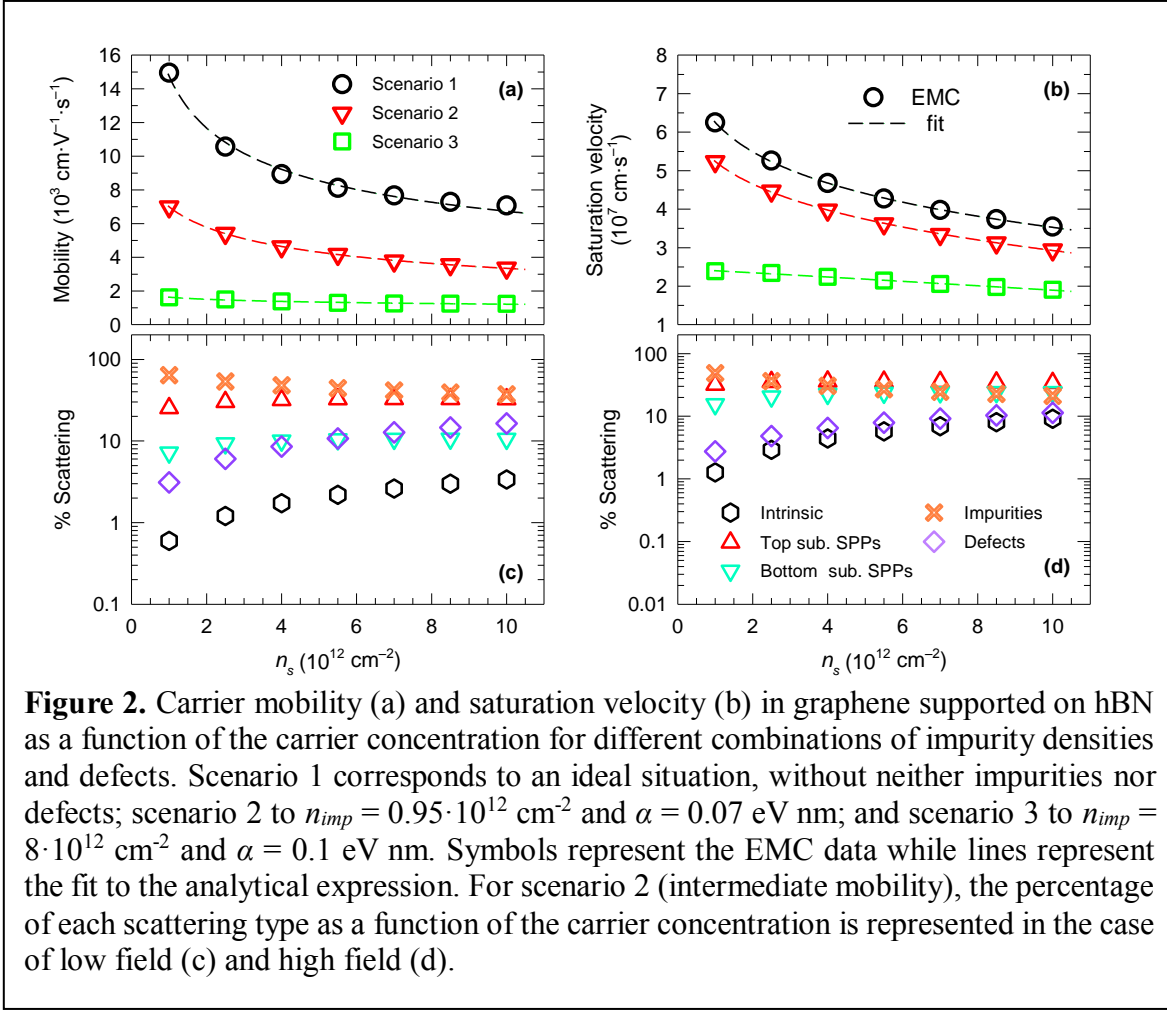 16
14
12
10
8
6
4
2
0
Mobility (10³ cm·V⁻¹·s⁻¹)
Scenario 1
Scenario 2
Scenario 3
(a)
8
7
6
5
4
3
2
1
Saturation velocity
(10⁷ cm·s⁻¹)
EMC
fit
(b)
100
10
1
0.1
% Scattering
(c)
0 2 4 6 8 10
nₛ (10¹² cm⁻²)
100
10
1
0.1
0.01
% Scattering
Intrinsic
Top sub. SPPs
Bottom sub. SPPs
Impurities
Defects
(d)
0 2 4 6 8 10
nₛ (10¹² cm⁻²)
Figure 2. Carrier mobility (a) and saturation velocity (b) in graphene supported on hBN
as a function of the carrier concentration for different combinations of impurity densities
and defects. Scenario 1 corresponds to an ideal situation, without neither impurities nor
defects; scenario 2 to nimp = 0.95·10¹² cm⁻² and α = 0.07 eV nm; and scenario 3 to nimp =
8·10¹² cm⁻² and α = 0.1 eV nm. Symbols represent the EMC data while lines represent
the fit to the analytical expression. For scenario 2 (intermediate mobility), the percentage
of each scattering type as a function of the carrier concentration is represented in the case
of low field (c) and high field (d).